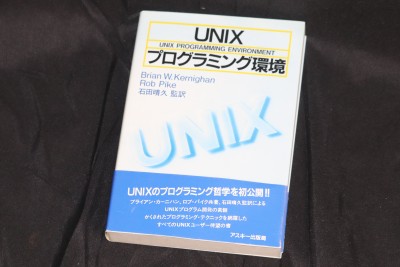 UNIX
UNIX PROGRAMMING ENVIRONMENT
プログラミング環境
Brian W.Kernighan
Rob Pike
石田晴久 監訳
UNIX
UNIXのプログラミング哲学を初公開!!
ブライアン・カーニハン、ロブ・パイク共著、石田晴久監訳による
UNIXプログラム開発の真髄
かくされたプログラミング・テクニックを網羅した
すべてのUNIXユーザー待望の書
アスキー出版局